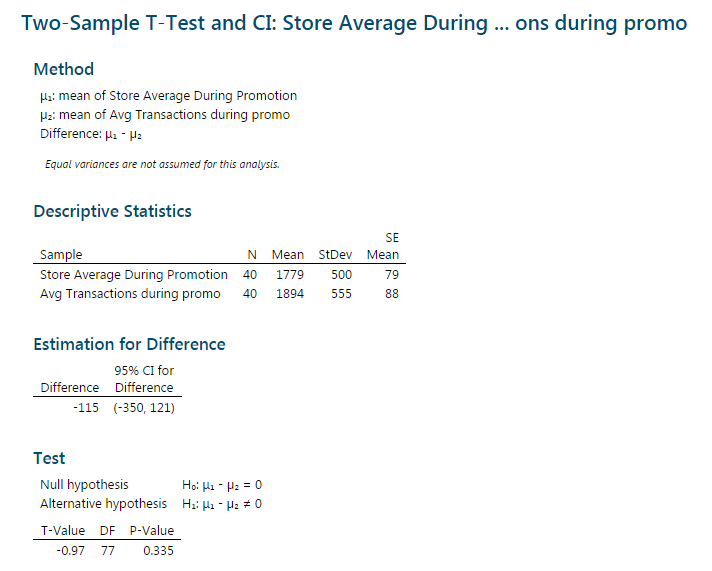 Two-Sample T-Test and CI: Store Average During ... ons during promo
Method
μ₁: mean of Store Average During Promotion
µ₂: mean of Avg Transactions during promo
Difference: μ₁ - µ₂
Equal variances are not assumed for this analysis.
Descriptive Statistics
SE
Sample N Mean StDev Mean
Store Average During Promotion 40 1779 500 79
Avg Transactions during promo 40 1894 555 88
Estimation for Difference
95% CI for
Difference Difference
-115 (-350, 121)
Test
Null hypothesis H₀: μ₁ - µ₂ = 0
Alternative hypothesis H₁: μ₁ - µ₂ ≠ 0
T-Value DF P-Value
-0.97 77 0.335